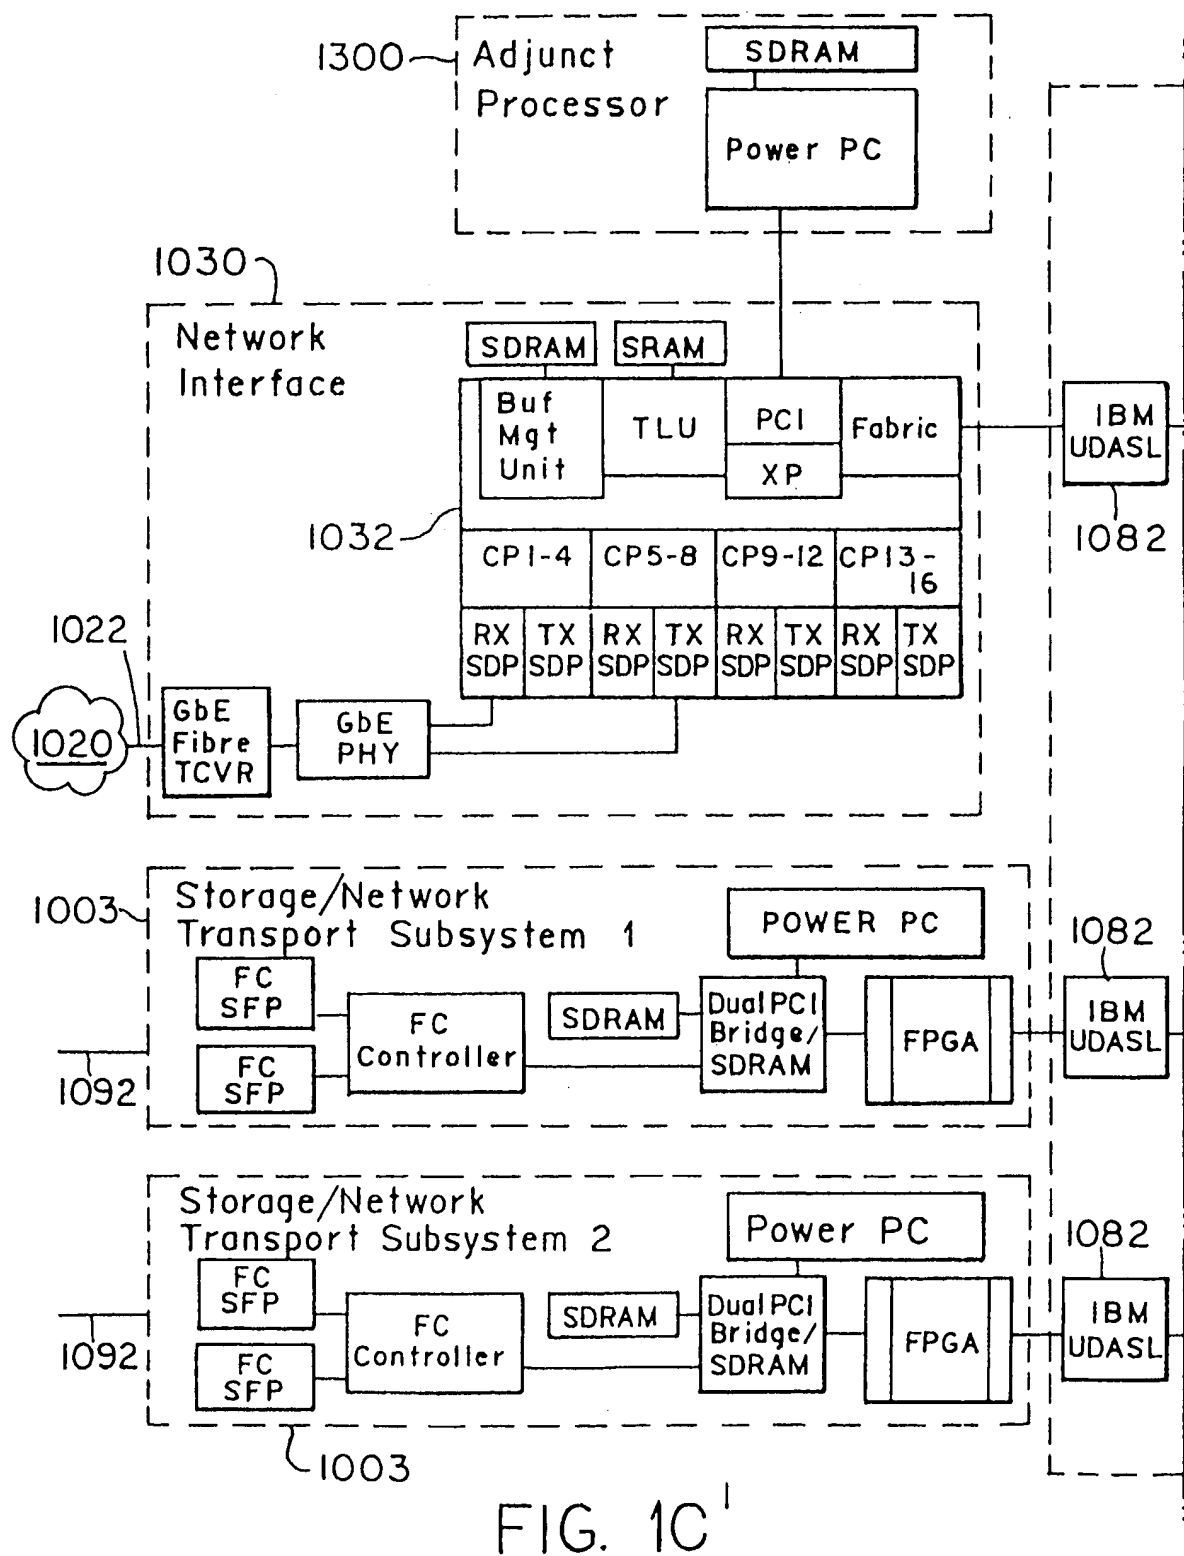 1300
Adjunct
Processor
SDRAM
Power PC
1030
Network
Interface
SDRAM
SRAM
Buf
Mgt
Unit
TLU
PCI
XP
Fabric
IBM
UDASL
1082
1032
CP1-4
CP5-8
CP9-12
CP13-
16
RX
SDP
TX
SDP
RX
SDP
TX
SDP
RX
SDP
TX
SDP
RX
SDP
TX
SDP
1022
1020
GbE
Fibre
TCVR
GbE
PHY
1003
Storage/Network
Transport Subsystem 1
POWER PC
1082
FC
SFP
FC
SFP
FC
Controller
SDRAM
Dual PCI
Bridge/
SDRAM
FPGA
IBM
UDASL
1092
Storage/Network
Transport Subsystem 2
Power PC
1082
FC
SFP
FC
SFP
FC
Controller
SDRAM
Dual PCI
Bridge/
SDRAM
FPGA
IBM
UDASL
1092
1003
FIG. 1C'